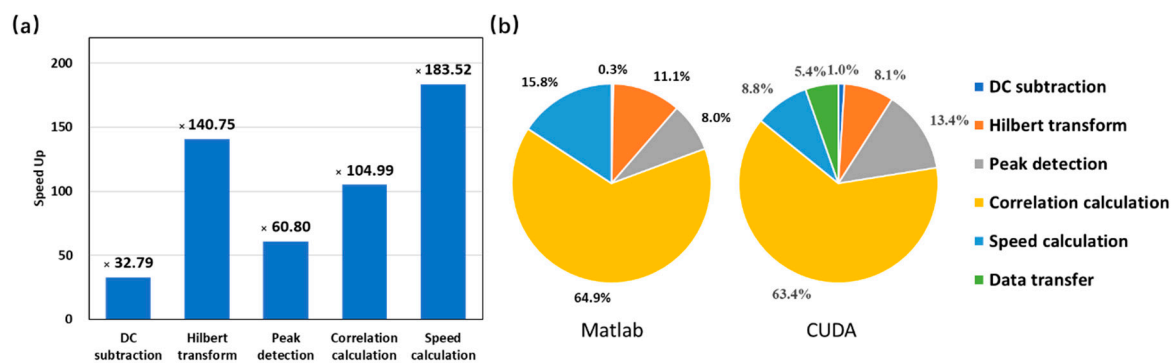 (a)
Speed Up
200
150
100
50
0
× 32.79
× 140.75
× 60.80
× 104.99
× 183.52
DC
subtraction
Hilbert
transform
Peak
detection
Correlation
calculation
Speed
calculation
(b)
0.3%
11.1%
8.0%
64.9%
15.8%
Matlab
1.0%
8.1%
13.4%
63.4%
8.8%
5.4%
CUDA
DC subtraction
Hilbert transform
Peak detection
Correlation calculation
Speed calculation
Data transfer